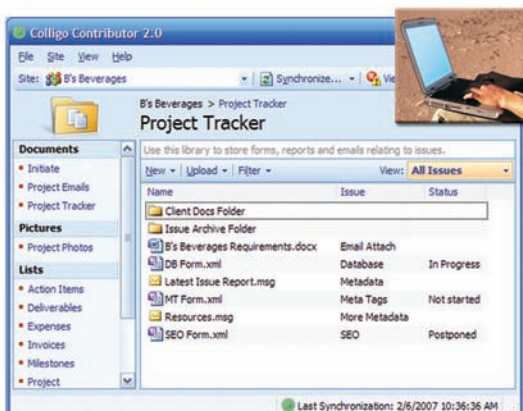 Colligo Contributor 2.0
File Site View Help
Site: B's Beverages Synchronize...
B's Beverages > Project Tracker
Project Tracker
Documents
Initiate
Project Emails
Project Tracker
Pictures
Project Photos
Lists
Action Items
Deliverables
Expenses
Invoices
Milestones
Project
Use this library to store forms, reports and emails relating to issues.
New Upload Filter View: All Issues
Name Issue Status
Client Docs Folder
Issue Archive Folder
B's Beverages Requirements.docx Email Attach
DB Form.xml Database In Progress
Latest Issue Report.msg Metadata
MT Form.xml Meta Tags Not started
Resources.msg More Metadata
SEO Form.xml SEO Postponed
Last Synchronization: 2/6/2007 10:36:36 AM